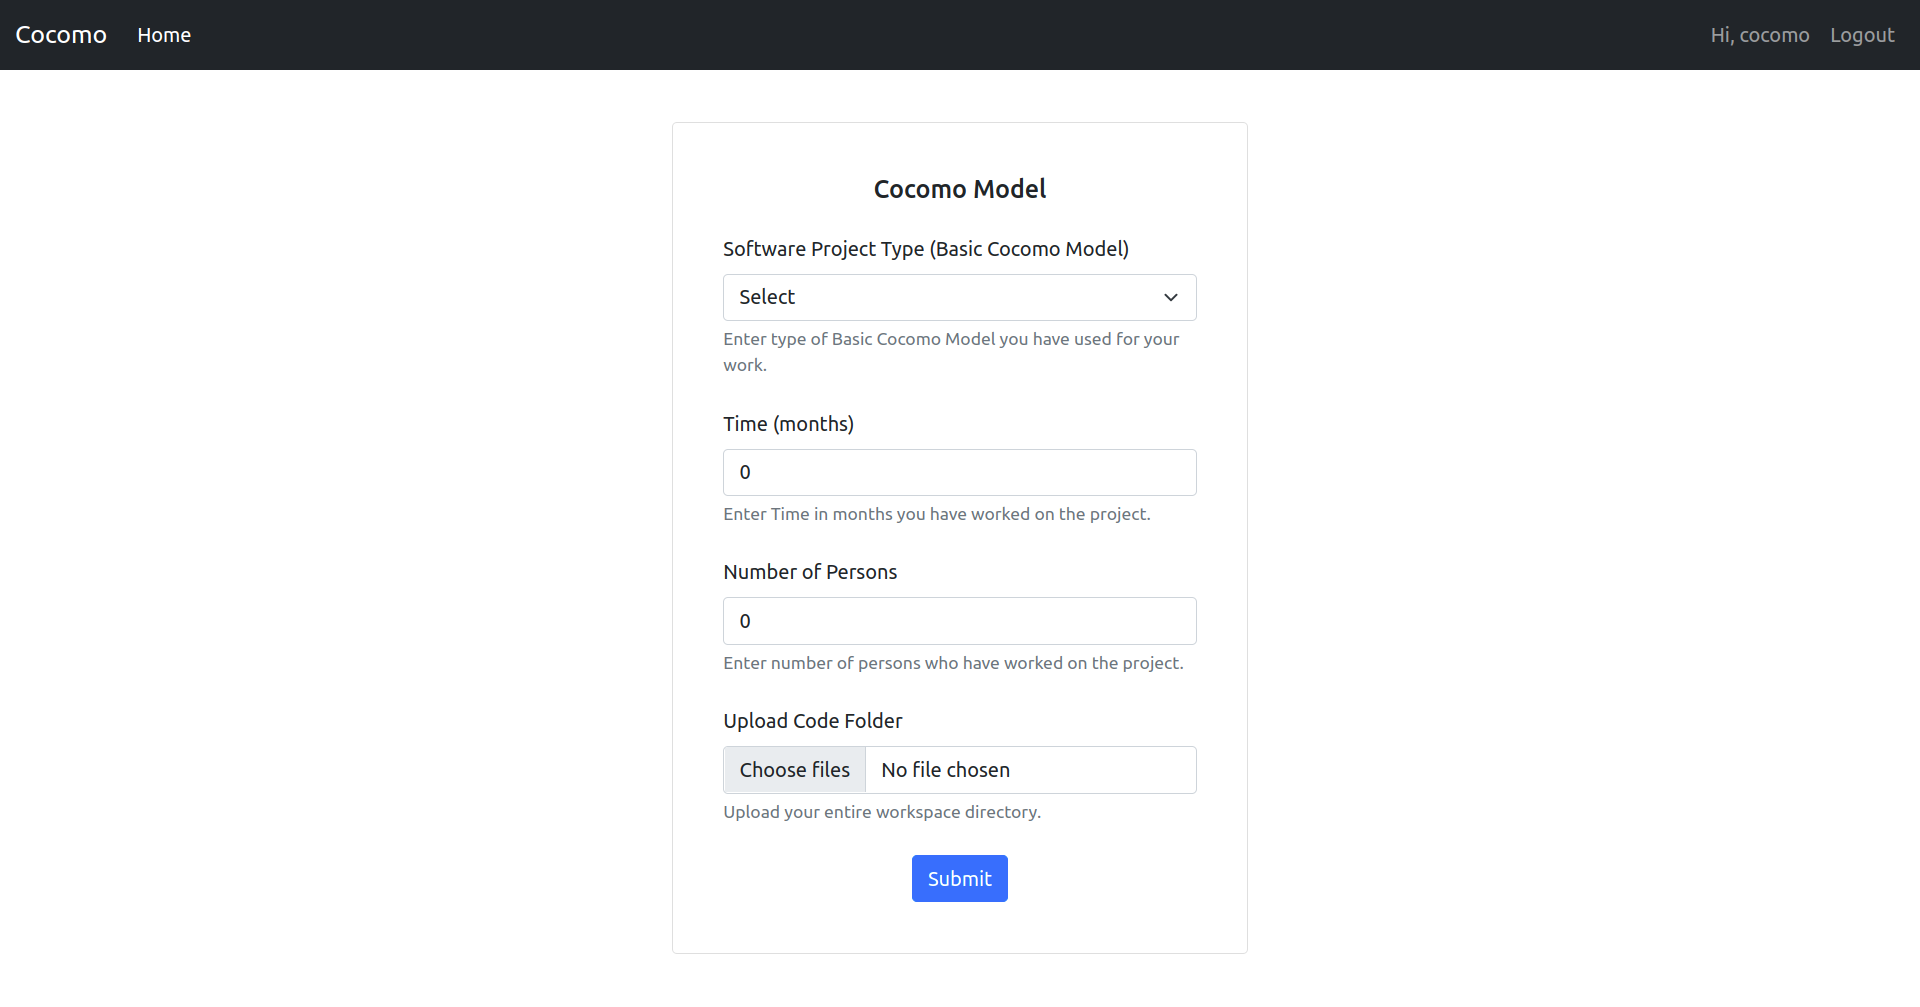 Cocomo Home Hi, cocomo Logout
Cocomo Model
Software Project Type (Basic Cocomo Model)
Select
Enter type of Basic Cocomo Model you have used for your
work.
Time (months)
0
Enter Time in months you have worked on the project.
Number of Persons
0
Enter number of persons who have worked on the project.
Upload Code Folder
Choose files No file chosen
Upload your entire workspace directory.
Submit